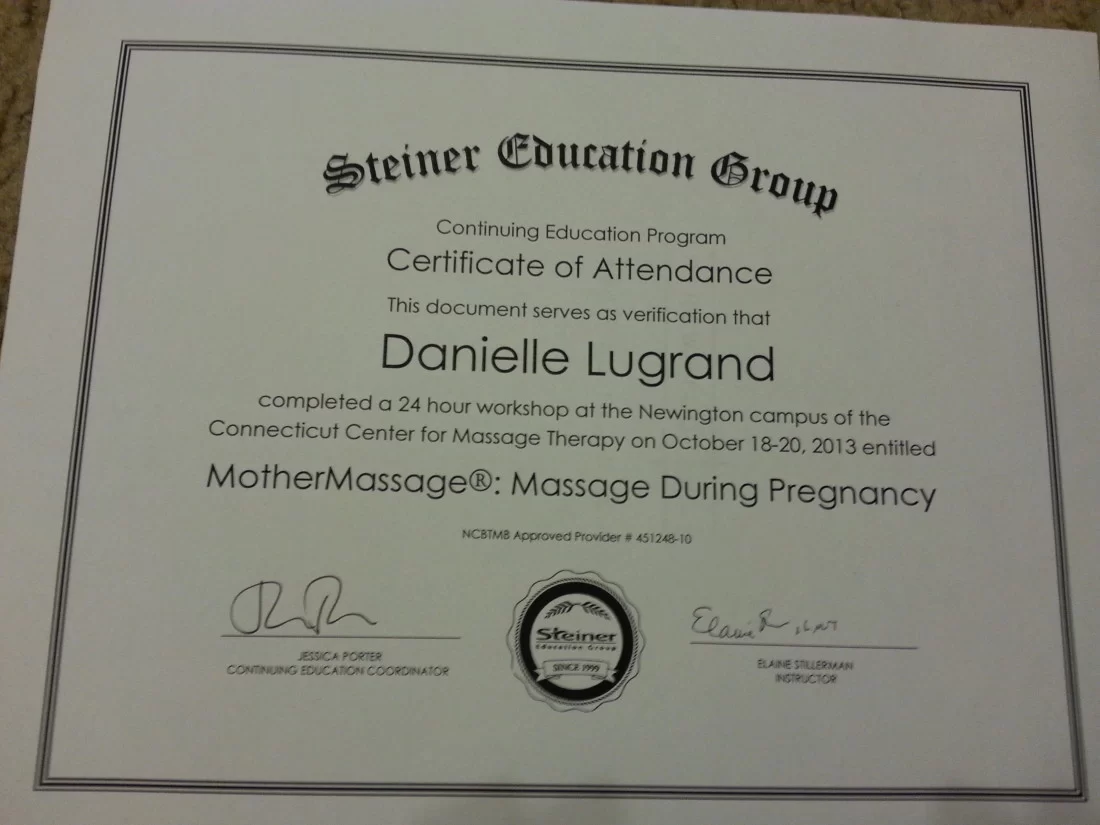 Steiner Education Group
Continuing Education Program
Certificate of Attendance
This document serves as verification that
Danielle Lugrand
completed a 24 hour workshop at the Newington campus of the
Connecticut Center for Massage Therapy on October 18-20, 2013 entitled
MotherMassage®: Massage During Pregnancy
NCBTMB Approved Provider # 451248-10
JESSICA PORTER
CONTINUING EDUCATION COORDINATOR
Steiner
Education Group
SINCE 1999
Elaine
ELAINE STILLERMAN
INSTRUCTOR